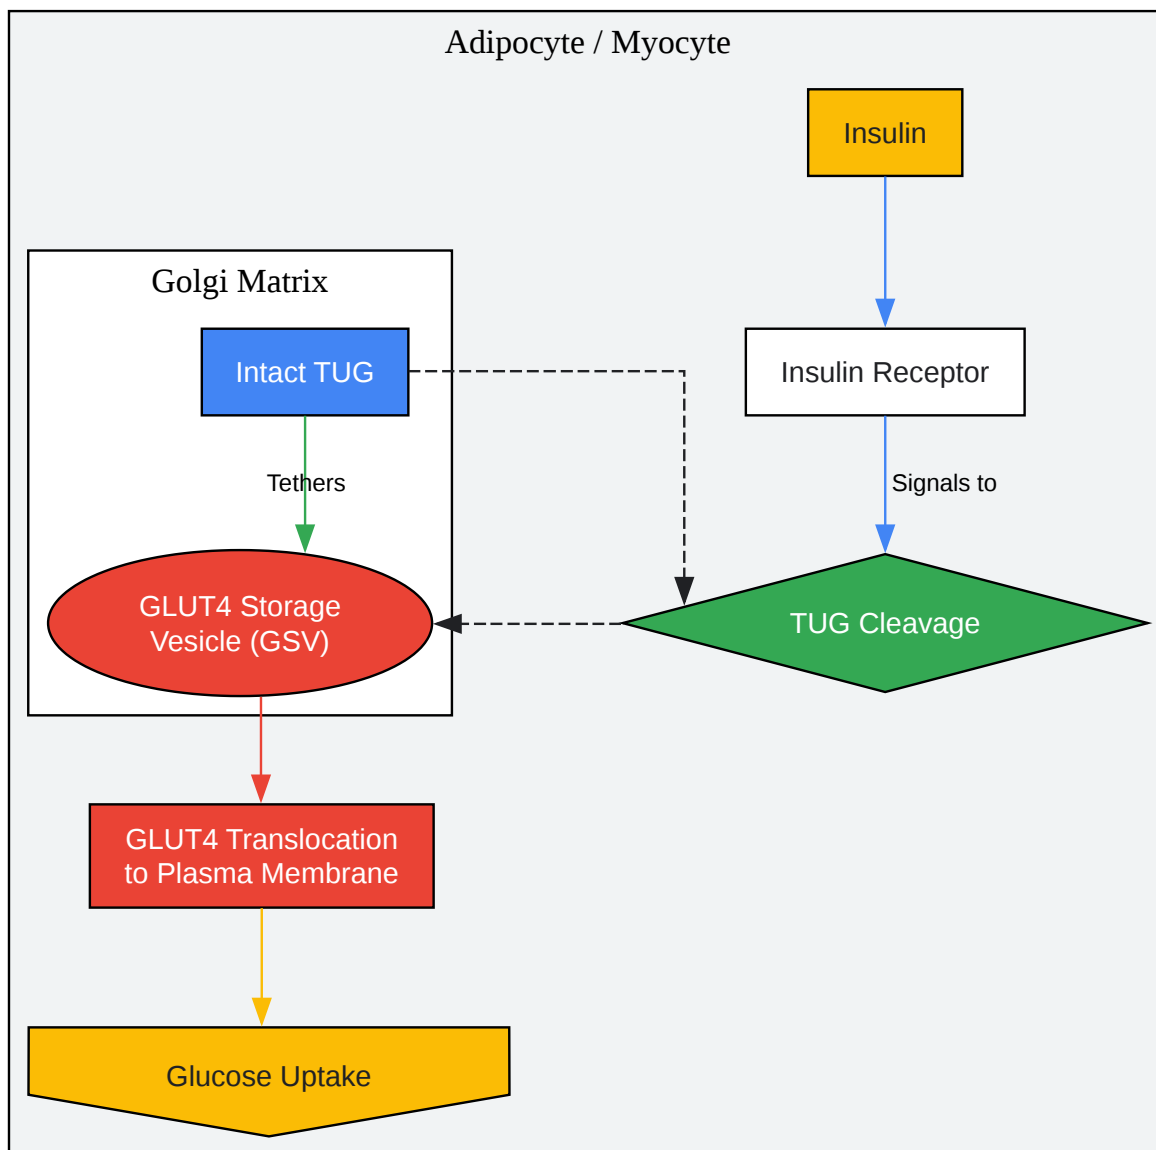 Adipocyte / Myocyte
Insulin
Golgi Matrix
Intact TUG
Insulin Receptor
Tethers
Signals to
GLUT4 Storage
Vesicle (GSV)
TUG Cleavage
GLUT4 Translocation
to Plasma Membrane
Glucose Uptake